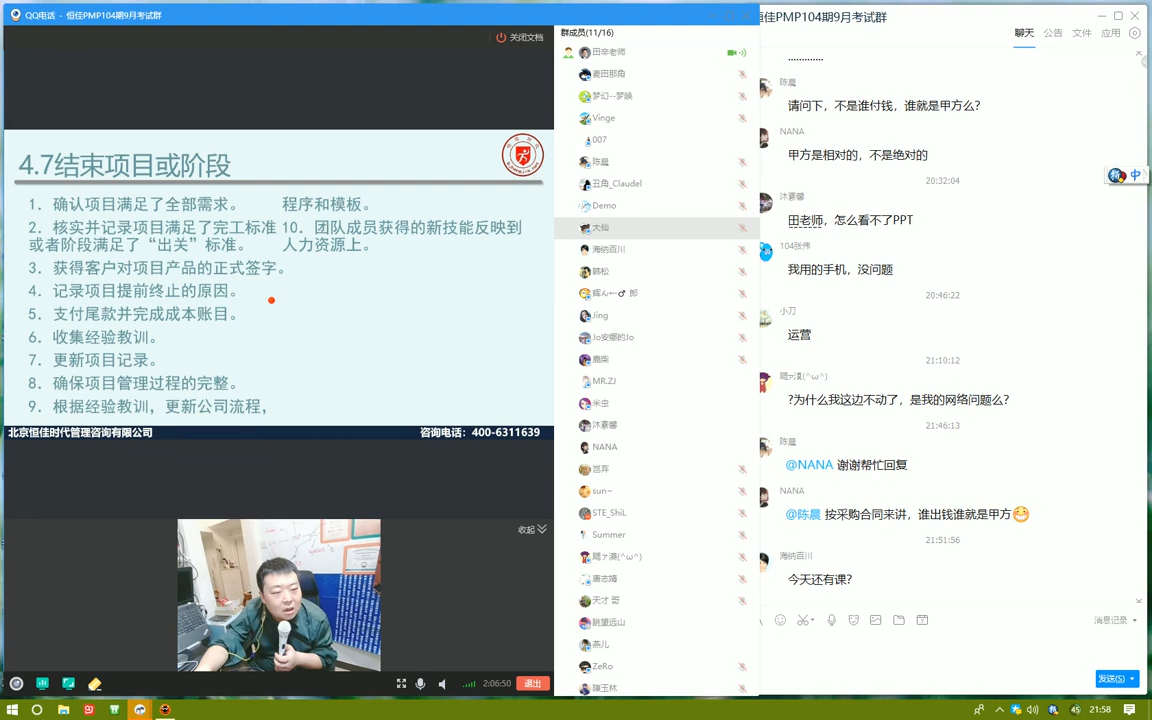 QQ电话 - 恒佳PMP104期9月考试群
关闭文档
4.7结束项目或阶段
1. 确认项目满足了全部需求。
2. 核实并记录项目满足了完工标准
或者阶段满足了“出关”标准。
3. 获得客户对项目产品的正式签字。
4. 记录项目提前终止的原因。
5. 支付尾款并完成成本账目。
6. 收集经验教训。
7. 更新项目记录。
8. 确保项目管理过程的完整。
9. 根据经验教训，更新公司流程，
程序和模板。
10. 团队成员获得的新技能反映到
人力资源上。
北京恒佳时代管理咨询有限公司
咨询电话：400-6311639
收起
2:06:50
退出
群成员(11/16)
田辛老师
麦田那角
梦幻--梦唤
Vinge
007
陈晨
丑角_Claudel
Demo
大仙
海纳百川
韩松
Jing
Jo安娜的Jo
鹿柴
MR.ZJ
米虫
沐素馨
NANA
sun~
STE_ShiL
Summer
唐志靖
天才 哥
眺望远山
燕儿
ZeRo
陳玉林
恒佳PMP104期9月考试群
聊天
公告
文件
应用
陈晨
请问下，不是谁付钱，谁就是甲方么?
NANA
甲方是相对的，不是绝对的
20:32:04
沐素馨
田老师，怎么看不了PPT
104张伟
我用的手机，没问题
20:46:22
小刀
运营
21:10:12
?为什么我这边不动了，是我的网络问题么?
21:46:13
陈晨
@NANA 谢谢帮忙回复
NANA
@陈晨 按采购合同来讲，谁出钱谁就是甲方
21:51:56
海纳百川
今天还有课?
消息记录
发送(S)
中
45
21:58